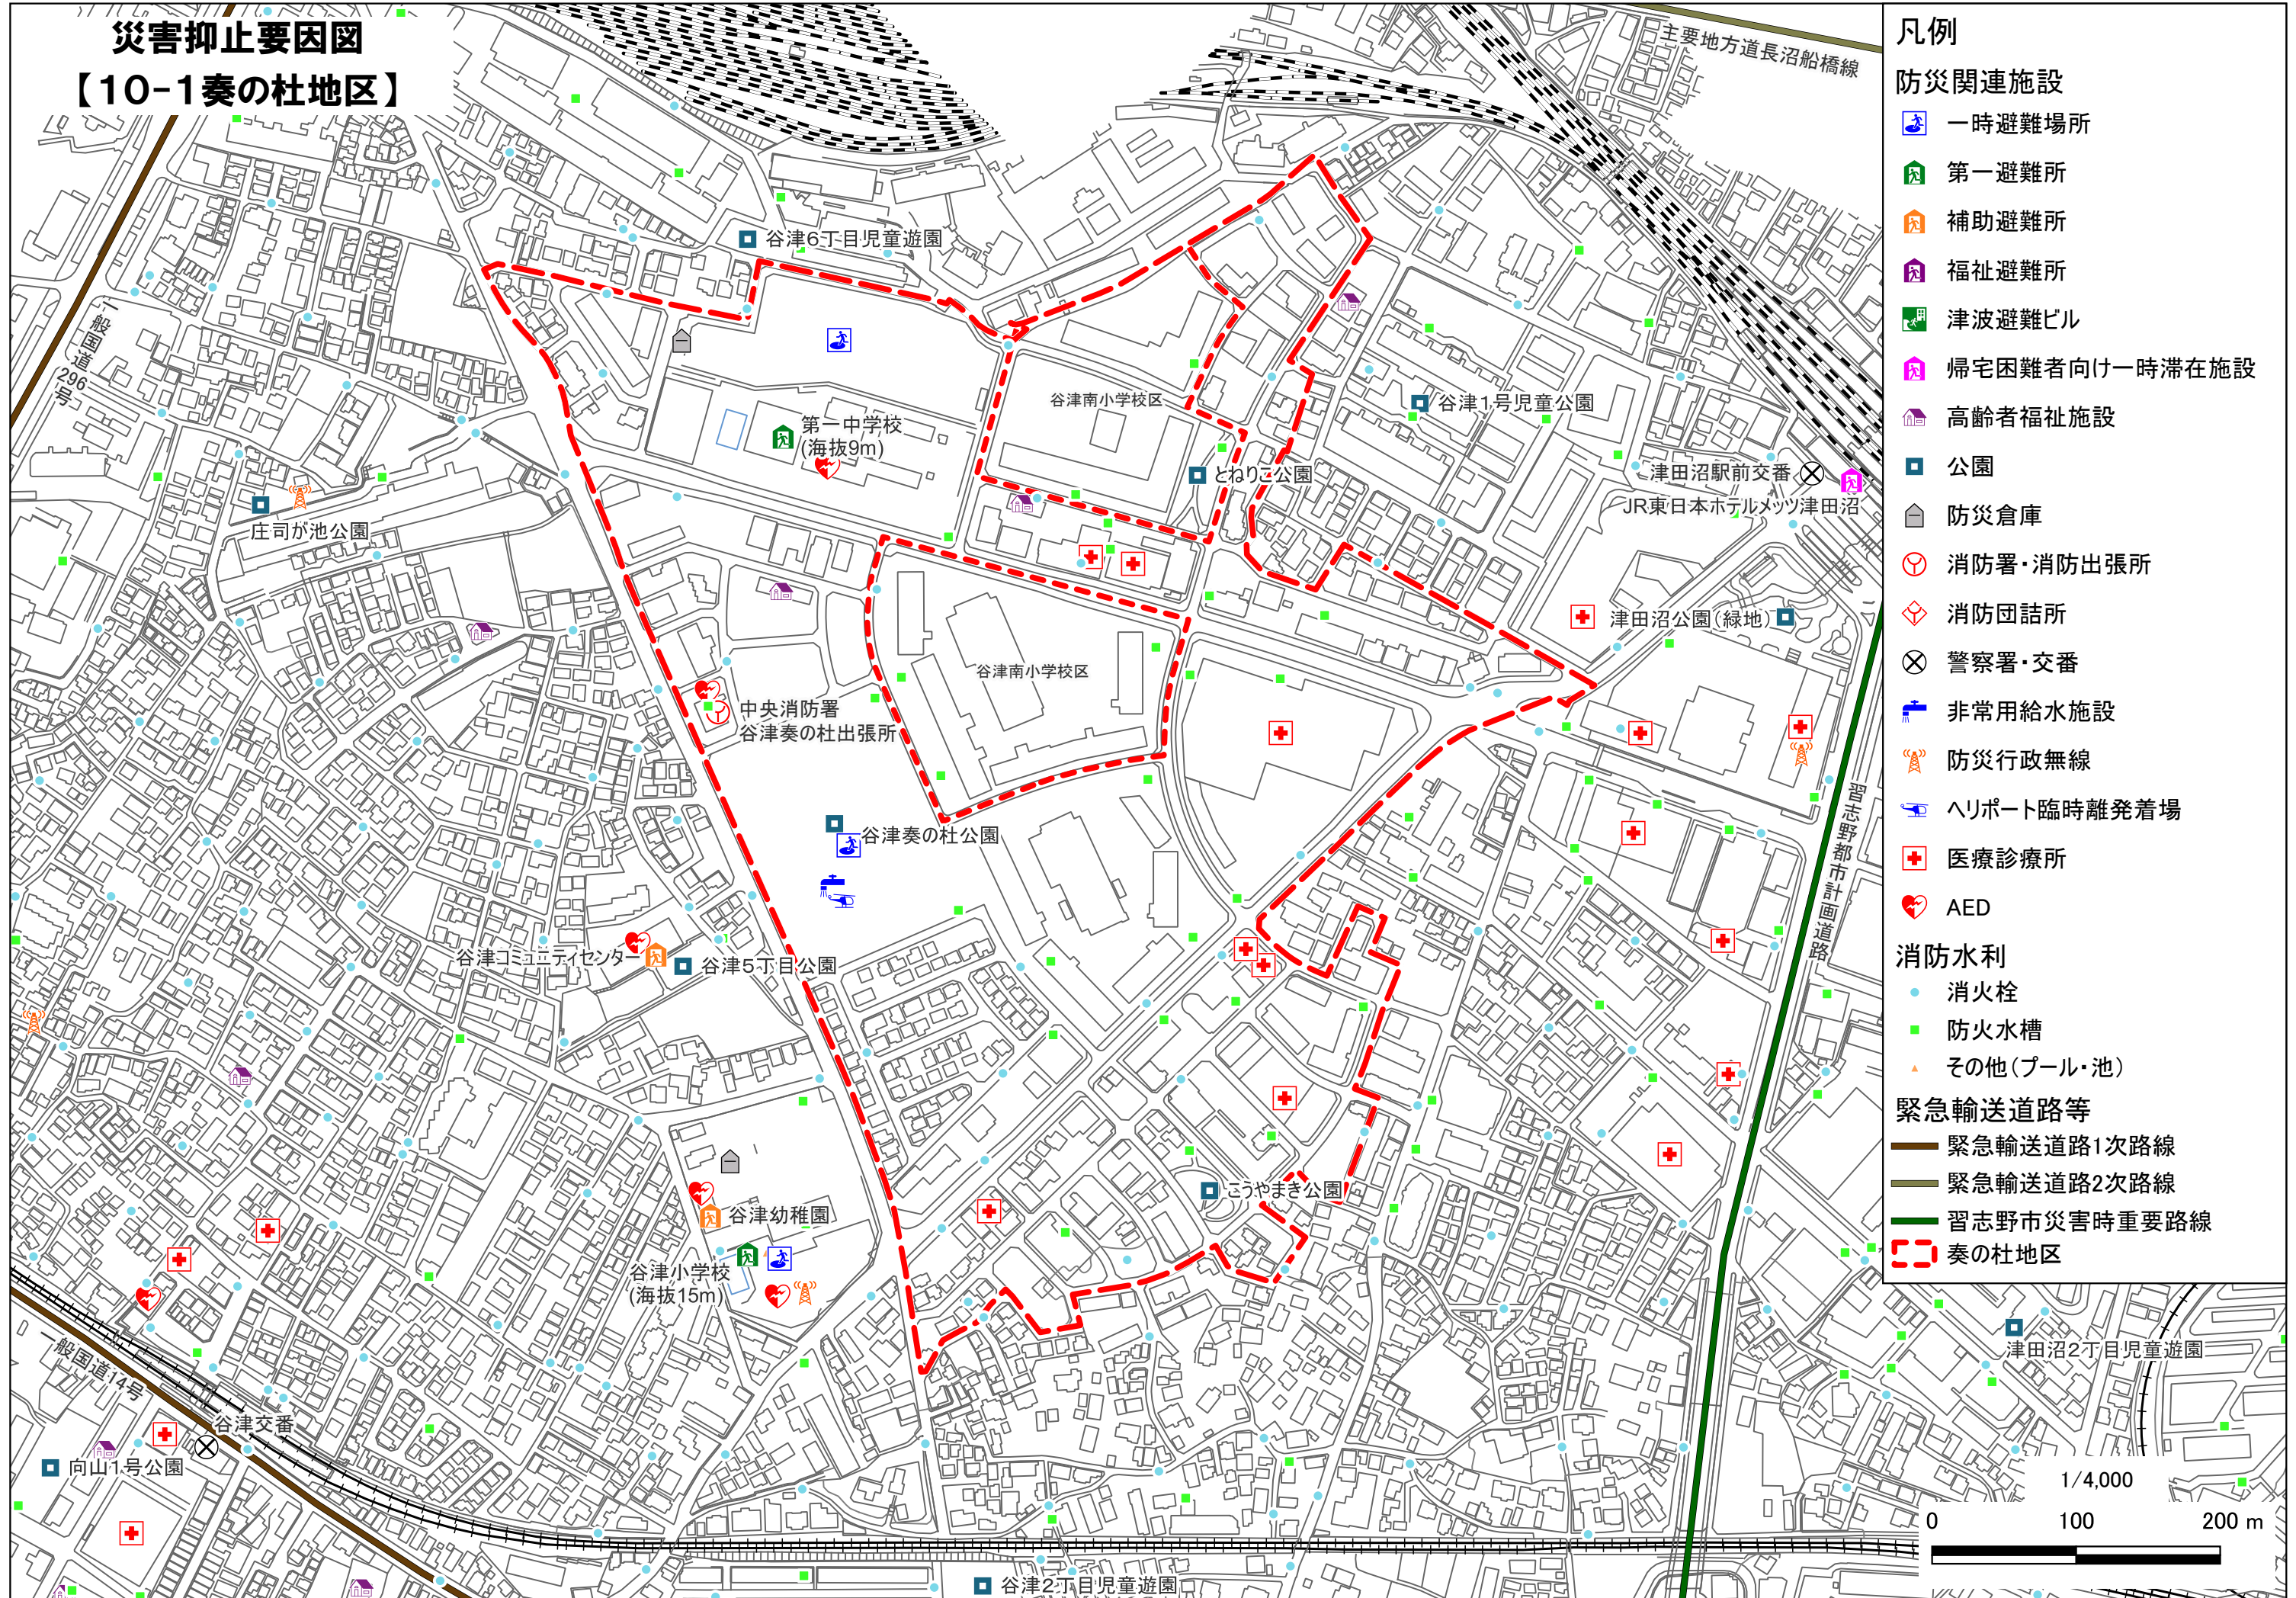 災害抑止要因図
【10-1奏の杜地区】
主要地方道長沼船橋線
谷津6丁目児童遊園
一般国道296号
谷津南小学校区
谷津1号児童公園
第一中学校
(海抜9m)
とねりこ公園
津田沼駅前交番
JR東日本ホテルメッツ津田沼
庄司が池公園
津田沼公園(緑地)
谷津南小学校区
中央消防署
谷津奏の杜出張所
谷津奏の杜公園
習志野都市計画道路
谷津コミュニティセンター
谷津5丁目公園
こうやまき公園
谷津幼稚園
谷津小学校
(海抜15m)
一般国道14号
谷津交番
向山1号公園
谷津2丁目児童遊園
津田沼2丁目児童遊園
凡例
防災関連施設
一時避難場所
第一避難所
補助避難所
福祉避難所
津波避難ビル
帰宅困難者向け一時滞在施設
高齢者福祉施設
公園
防災倉庫
消防署・消防出張所
消防団詰所
警察署・交番
非常用給水施設
防災行政無線
ヘリポート臨時離発着場
医療診療所
AED
消防水利
消火栓
防火水槽
その他(プール・池)
緊急輸送道路等
緊急輸送道路1次路線
緊急輸送道路2次路線
習志野市災害時重要路線
奏の杜地区
1/4,000
0 100 200 m